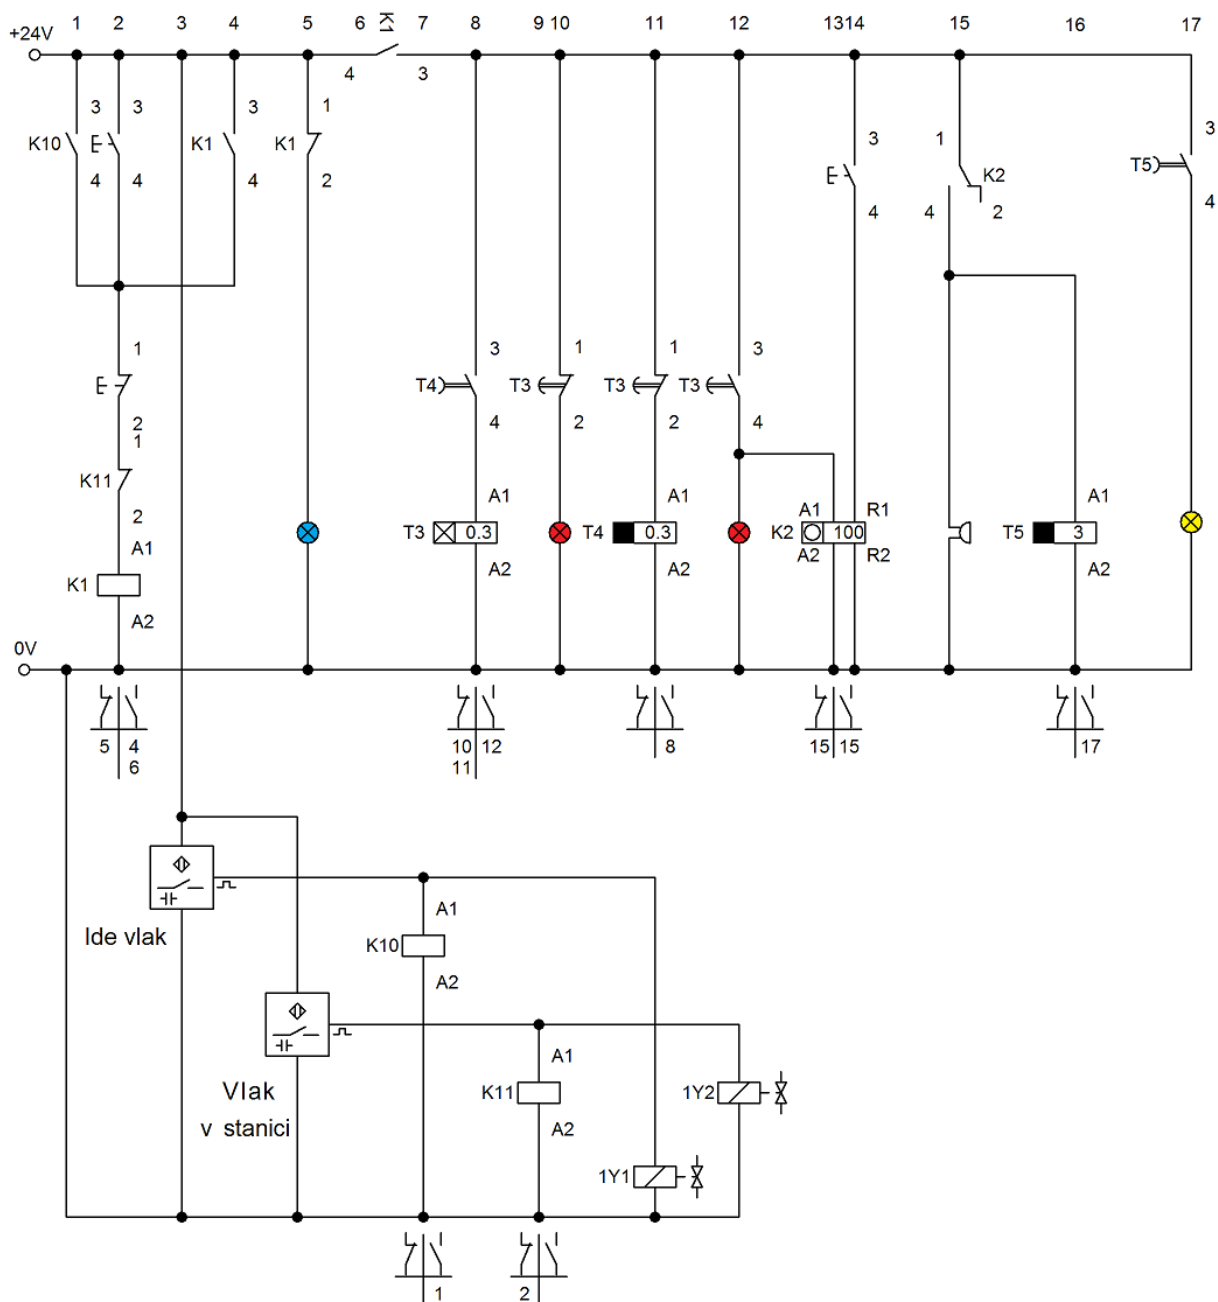 1 2 3 4 5 6 K1 7 8 9 10 11 12 13 14 15 16 17
+24V
4 3
3 3 3 1 3
K10 K1 K1 3 1 T5
4 4 4 2 K2
4 4 2 4
1 3 1 1 3
T4 T3 T3 T3
2 4 2 2 4
1
K11
2 A1 A1 A1 R1 A1
T3 0.3 T4 0.3 K2 100 T5 3
A1 A2 A2 A2 R2 A2
K1
A2
0V
5 4 10 12 8 15 15 17
6 11
Ide vlak
A1
K10
A2
Vlak
v stanici
A1
K11 1Y2
A2
1Y1
1 2